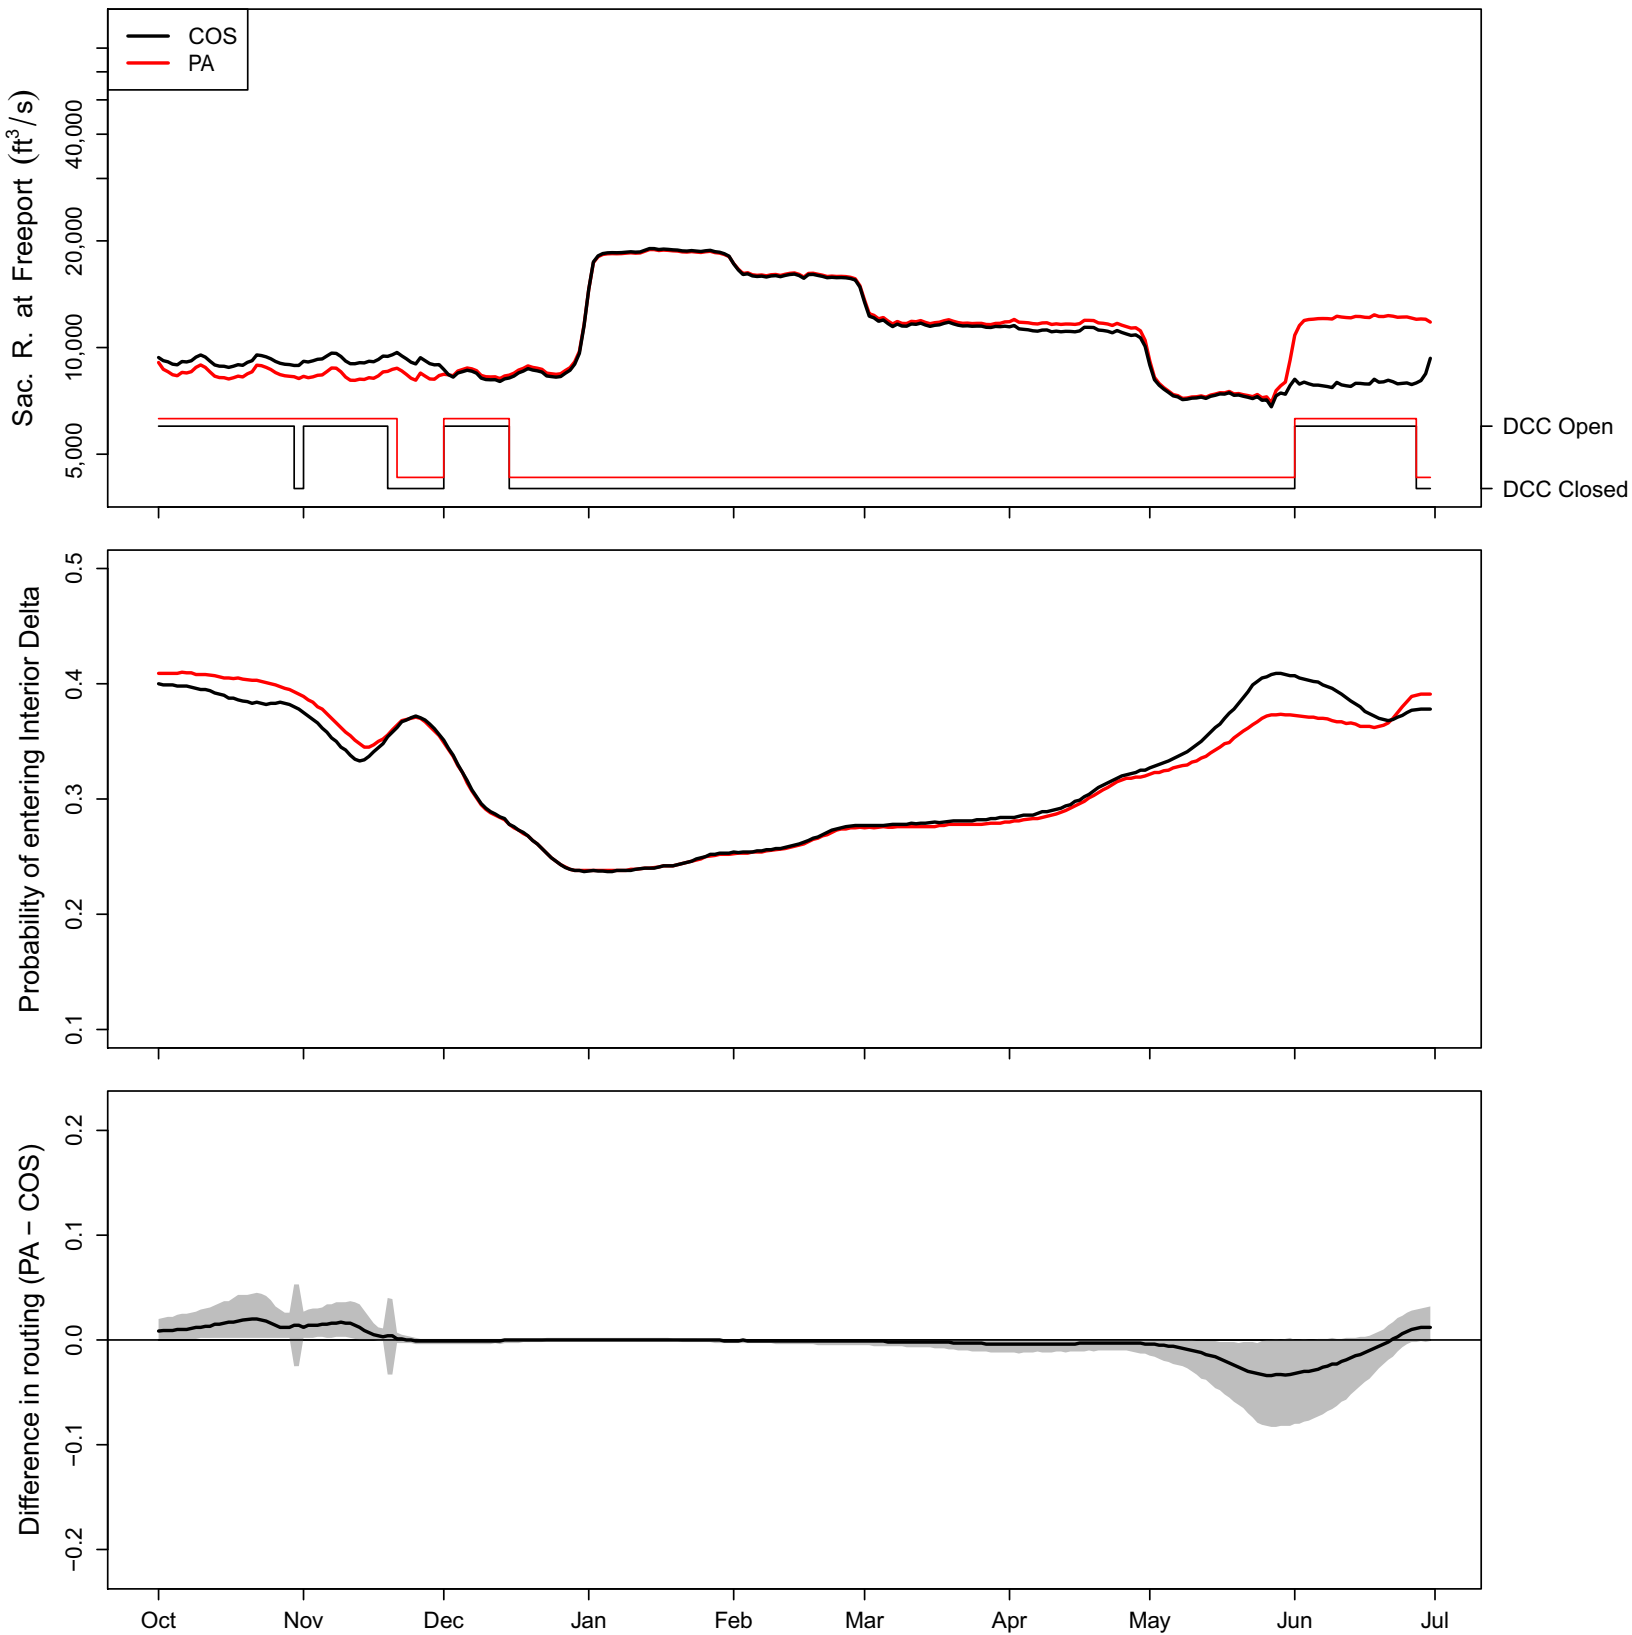 COS
PA
Sac. R. at Freeport (ft³/s)
40,000
20,000
10,000
5,000
DCC Open
DCC Closed
Probability of entering Interior Delta
0.5
0.4
0.3
0.2
0.1
Difference in routing (PA − COS)
0.2
0.1
0.0
−0.1
−0.2
Oct Nov Dec Jan Feb Mar Apr May Jun Jul